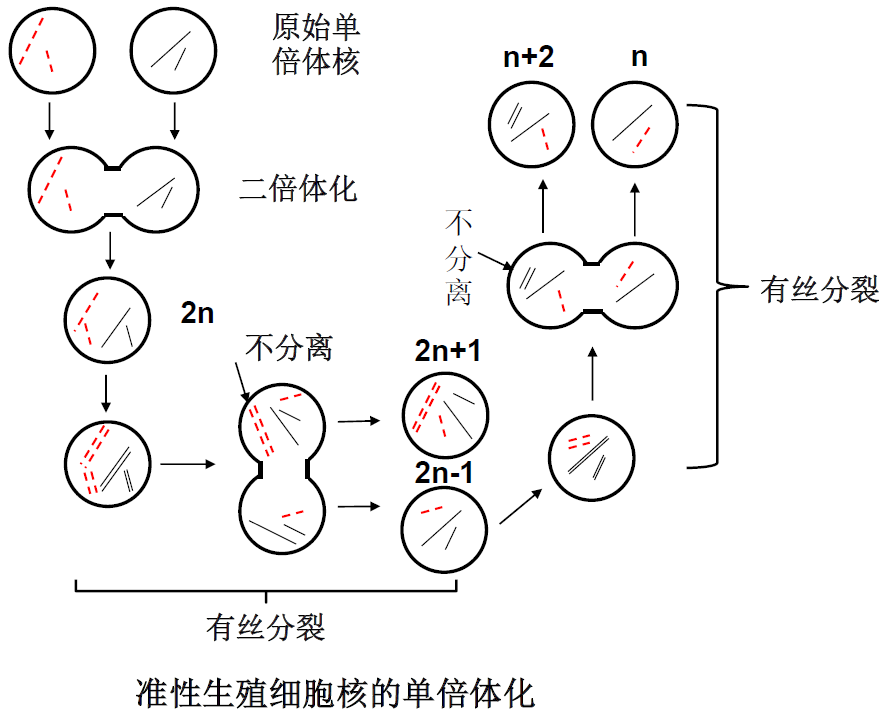 原始单
倍体核
二倍体化
2n
不分离
2n+1
2n-1
有丝分裂
n+2
n
不
分
离
有丝分裂
准性生殖细胞核的单倍体化